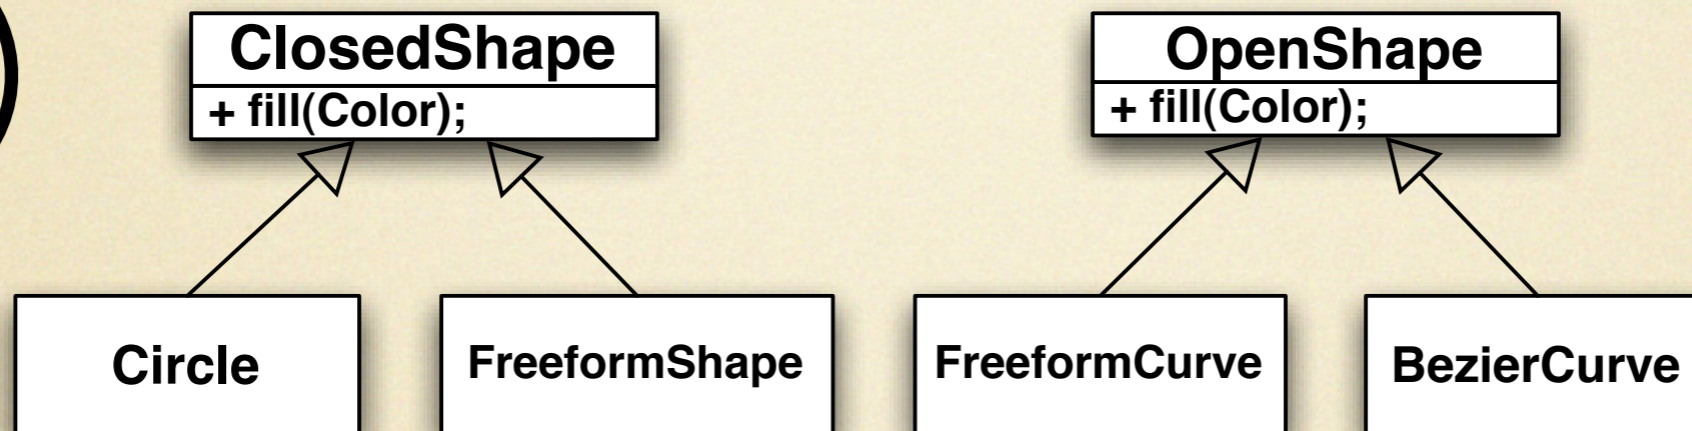 ClosedShape
+ fill(Color);
OpenShape
+ fill(Color);
Circle
FreeformShape
FreeformCurve
BezierCurve